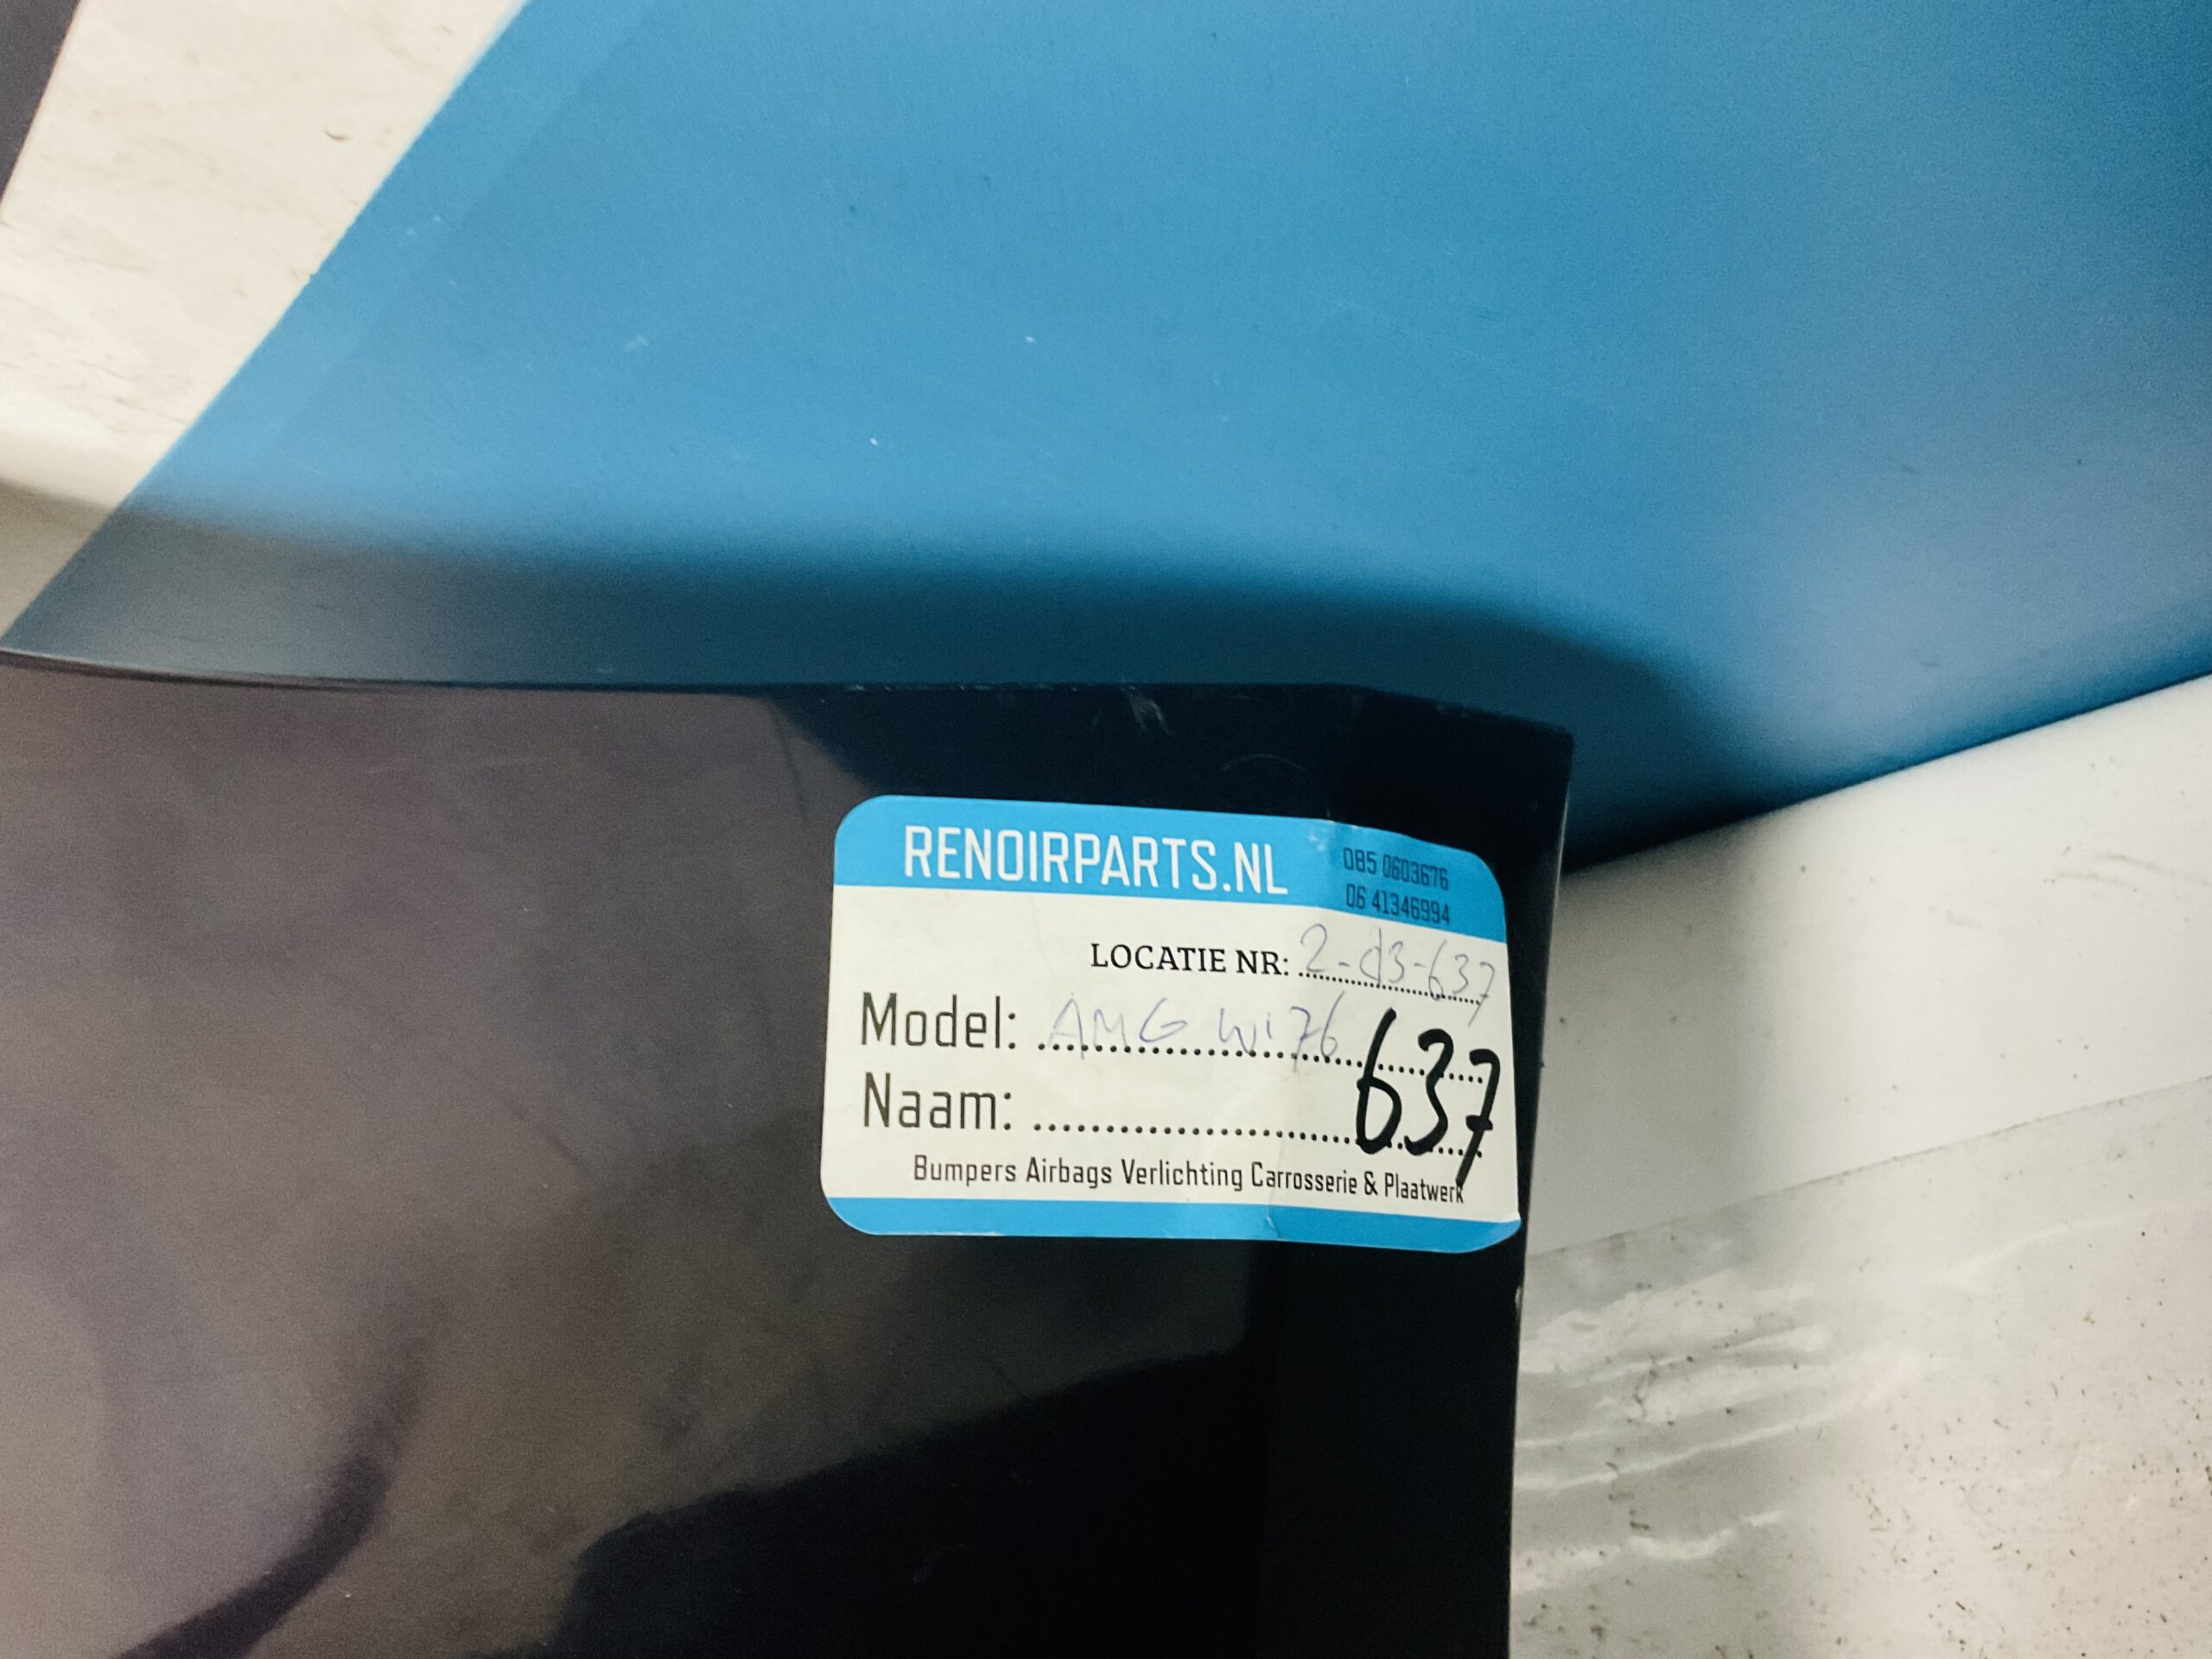 RENOIRPARTS.NL
085 0603676
06 41346994
LOCATIE NR: 2-d3-637
Model: AMG W176
637
Naam:
Bumpers Airbags Verlichting Carrosserie & Plaatwerk